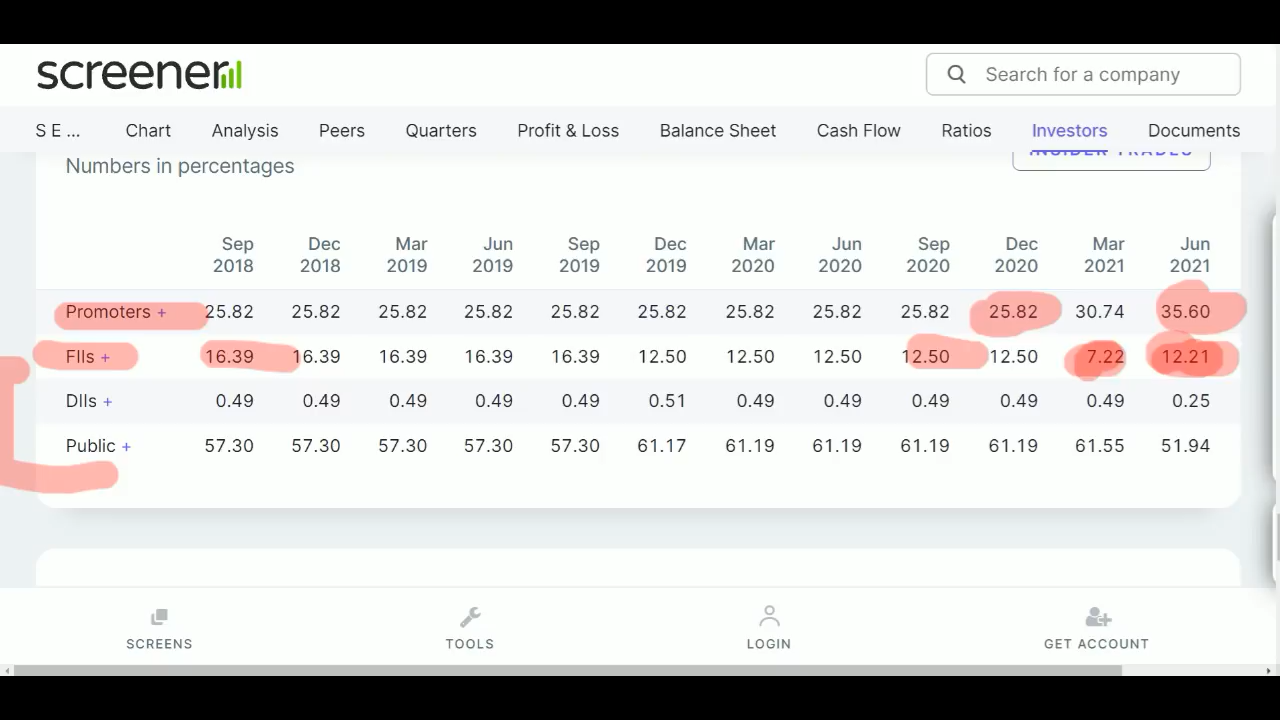 screener
Search for a company
S E ... Chart Analysis Peers Quarters Profit & Loss Balance Sheet Cash Flow Ratios Investors Documents
Numbers in percentages
INSIDER TRADES
Sep 2018 Dec 2018 Mar 2019 Jun 2019 Sep 2019 Dec 2019 Mar 2020 Jun 2020 Sep 2020 Dec 2020 Mar 2021 Jun 2021
Promoters + 25.82 25.82 25.82 25.82 25.82 25.82 25.82 25.82 25.82 25.82 30.74 35.60
FIIs + 16.39 16.39 16.39 16.39 16.39 12.50 12.50 12.50 12.50 12.50 7.22 12.21
DIIs + 0.49 0.49 0.49 0.49 0.49 0.51 0.49 0.49 0.49 0.49 0.49 0.25
Public + 57.30 57.30 57.30 57.30 57.30 61.17 61.19 61.19 61.19 61.19 61.55 51.94
SCREENS TOOLS LOGIN GET ACCOUNT